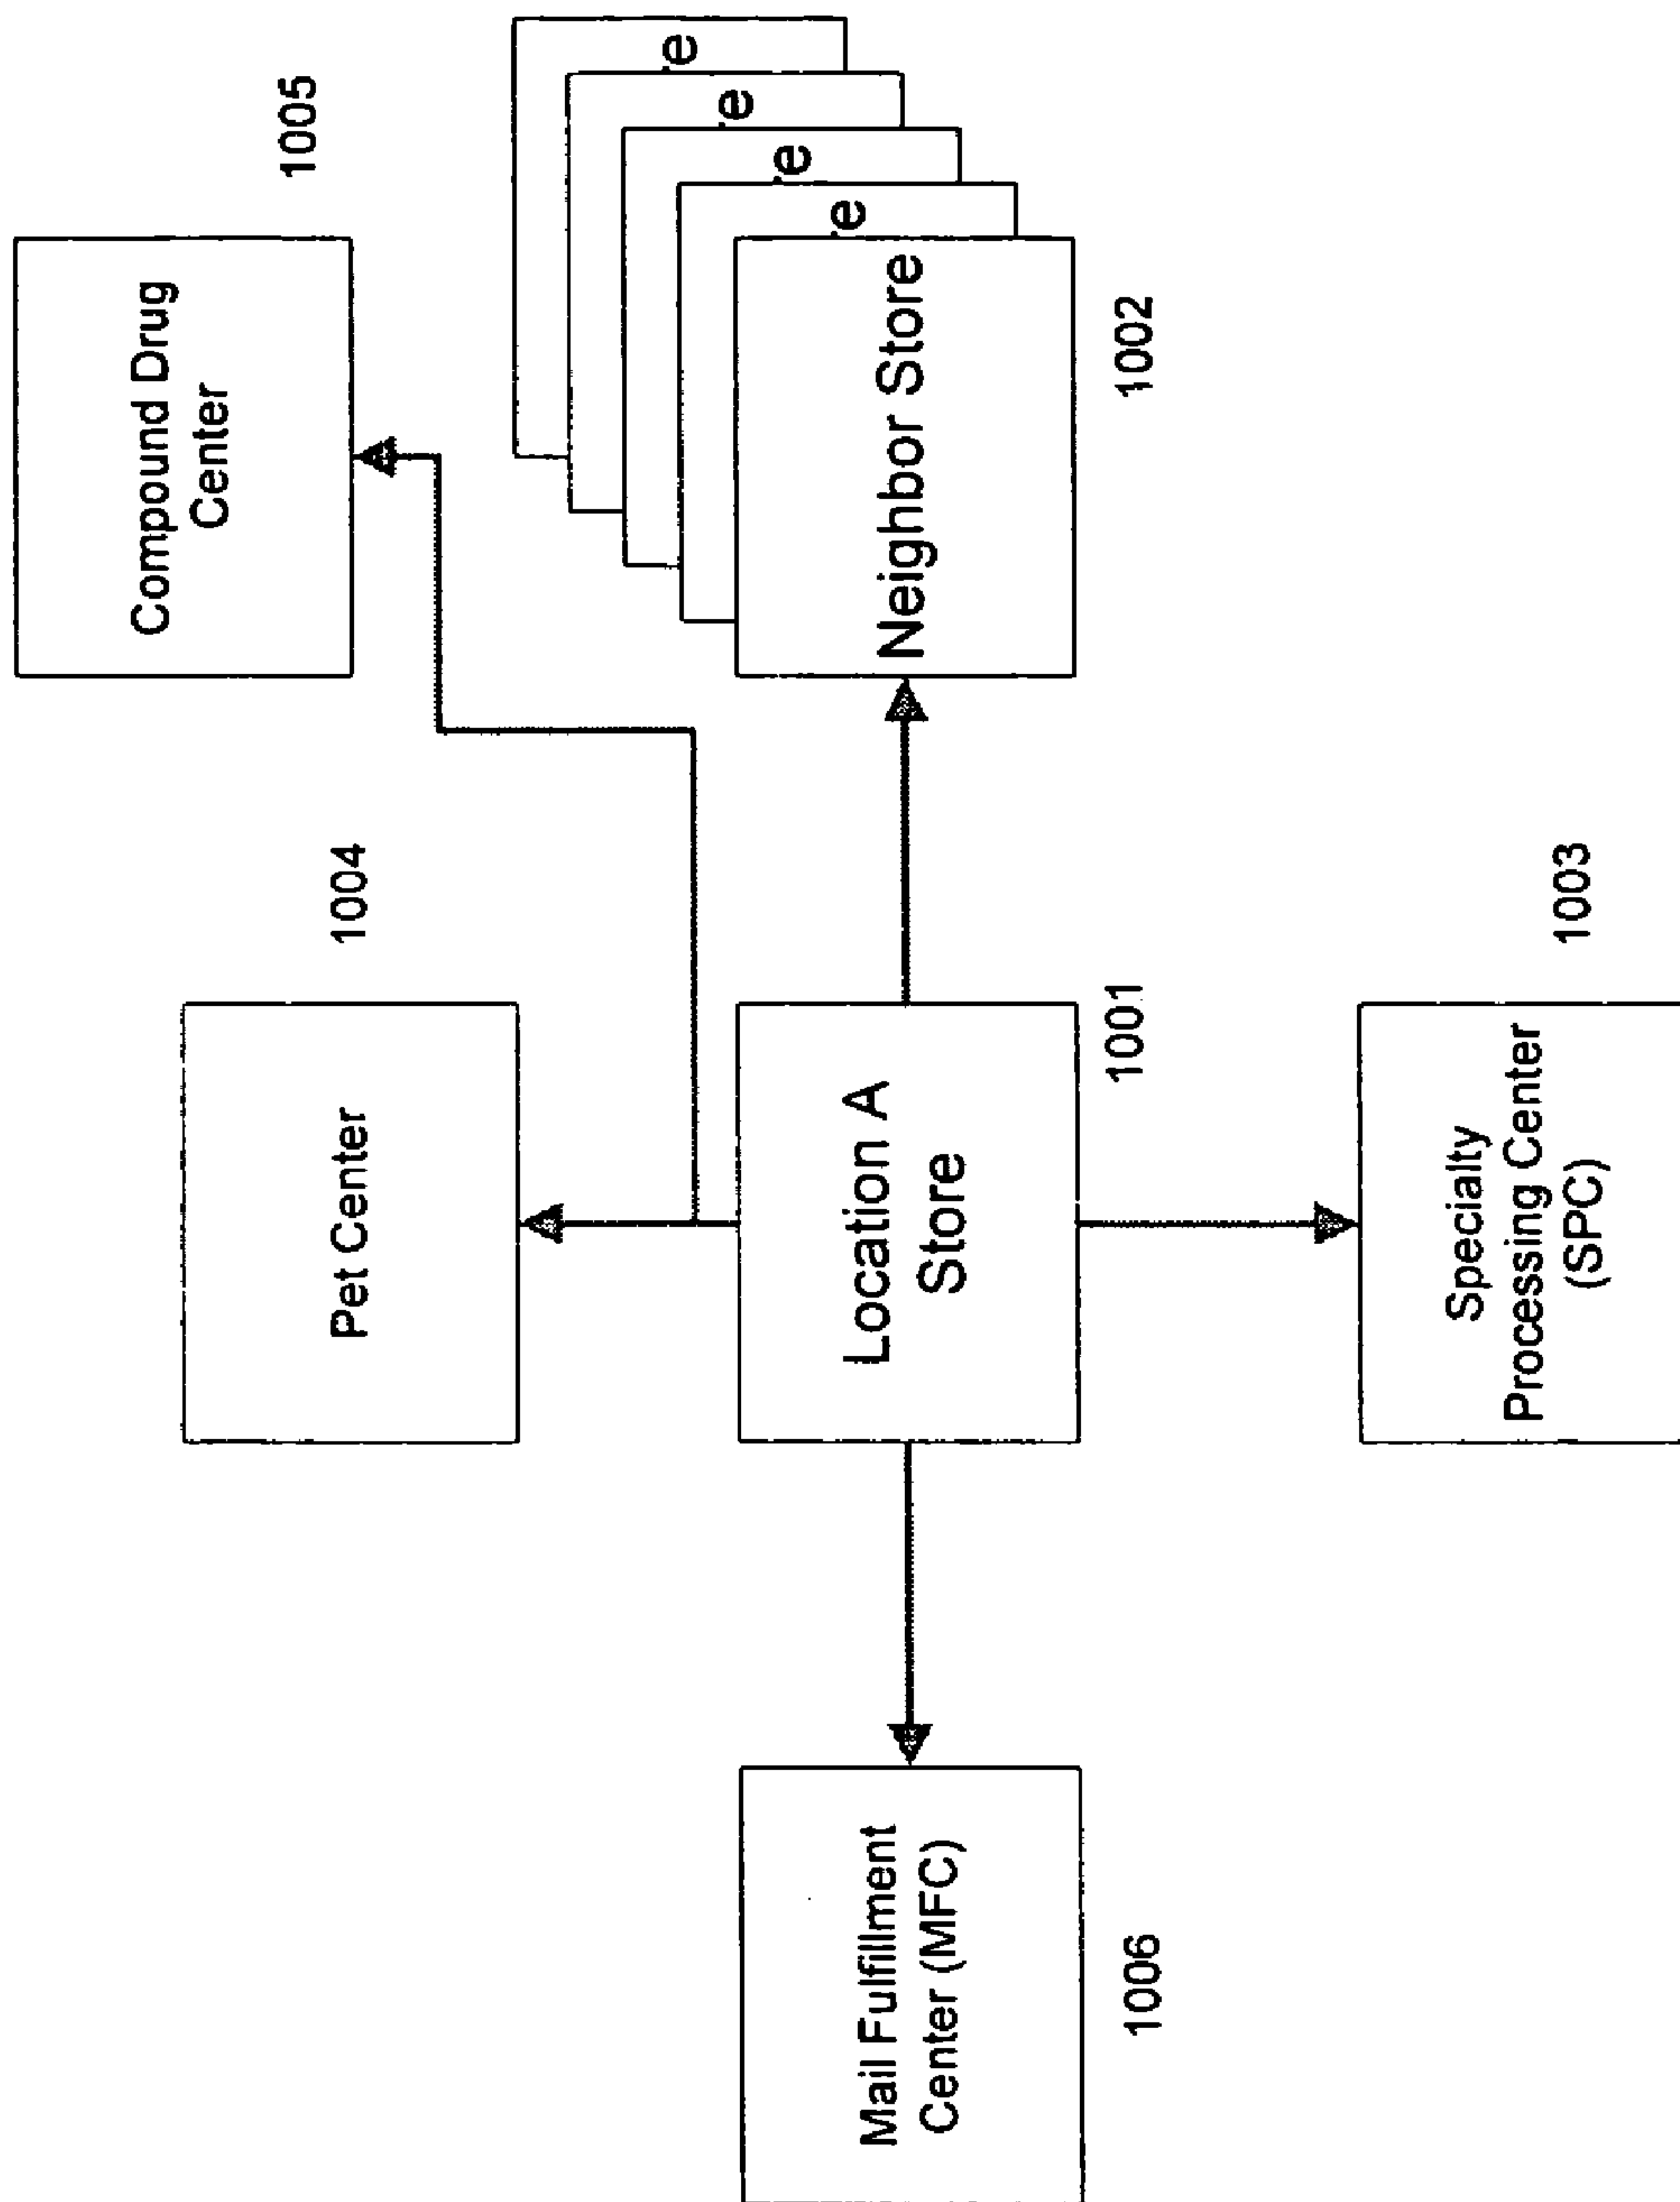 Compound Drug
Center
1005
Pet Center
1004
Mail Fulfillment
Center (MFC)
1006
Location A
Store
1001
Neighbor Store
1002
Specialty
Processing Center
(SPC)
1003